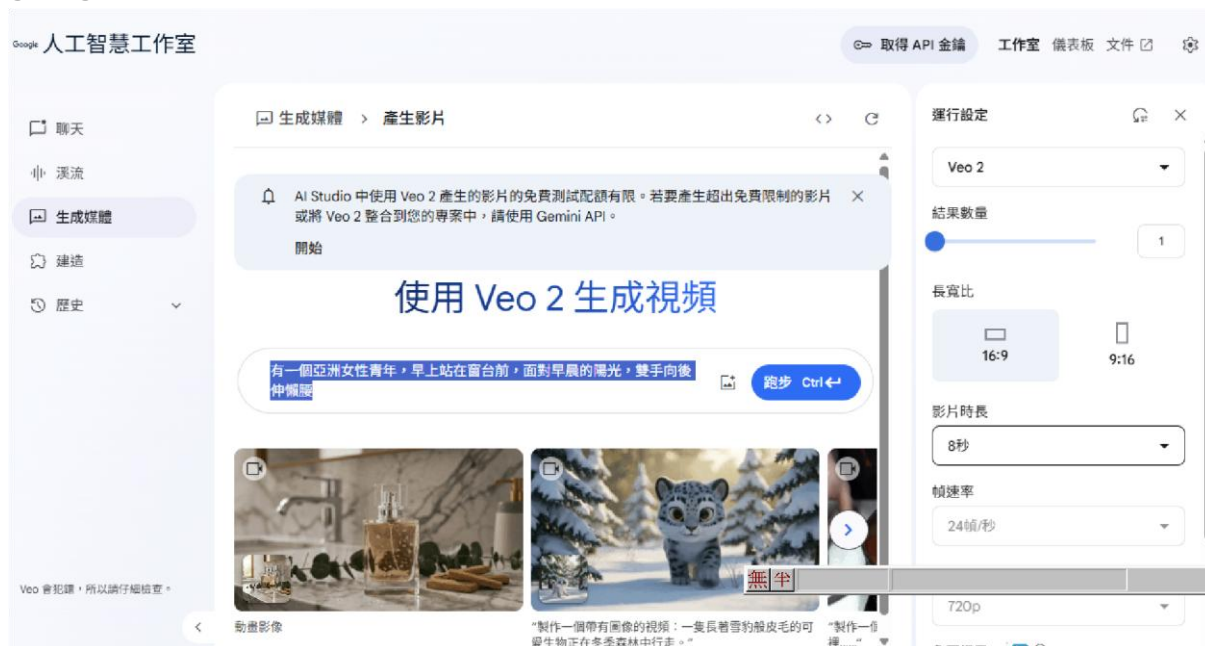 Google 人工智慧工作室
取得 API 金鑰
工作室
儀表板
文件
聊天
溪流
生成媒體
建造
歷史
Veo 會犯錯,所以請仔細檢查。
生成媒體 > 產生影片
AI Studio 中使用 Veo 2 產生的影片的免費測試配額有限。若要產生超出免費限制的影片
或將 Veo 2 整合到您的專案中,請使用 Gemini API。
開始
使用 Veo 2 生成視頻
有一個亞洲女性青年,早上站在窗台前,面對早晨的陽光,雙手向後
伸懶腰
跑步 Ctrl
動畫影像
“製作一個帶有圖像的視頻:一隻長著雪豹般皮毛的可
愛生物正在冬季森林中行走。”
“製作一個
運行設定
Veo 2
結果數量
1
長寬比
16:9
9:16
影片時長
8秒
幀速率
24幀/秒
無 半
720p